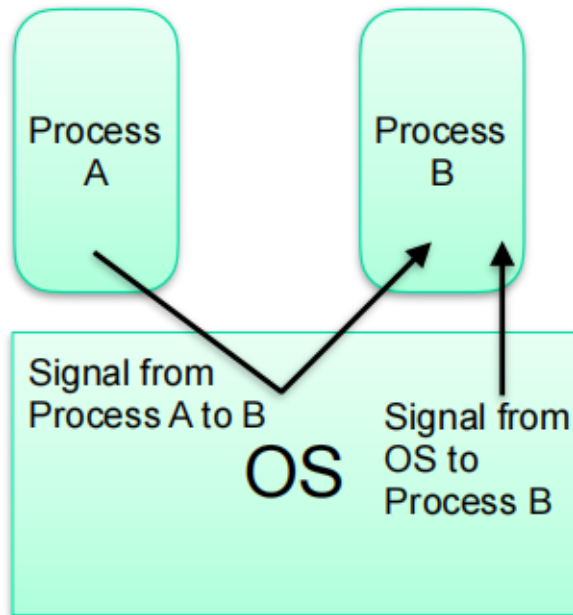 Process
A
Process
B
Signal from
Process A to B
OS
Signal from
OS to
Process B